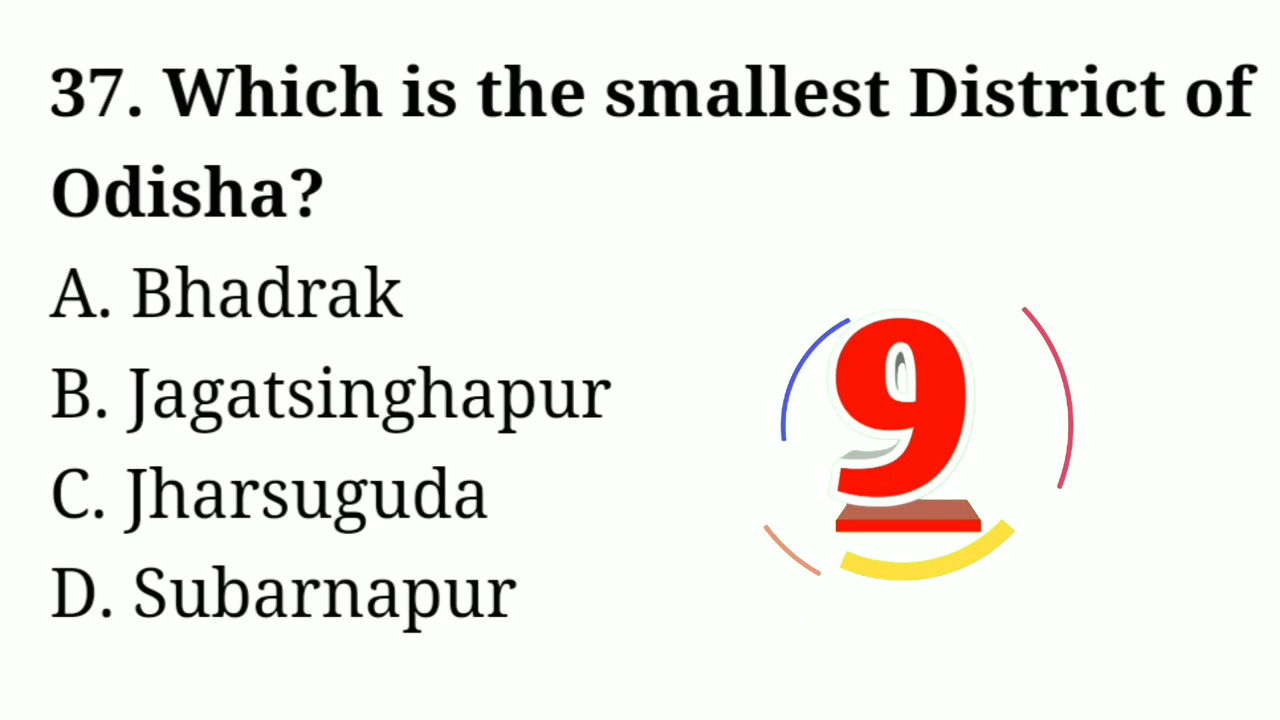 37. Which is the smallest District of
Odisha?
A. Bhadrak
B. Jagatsinghapur
C. Jharsuguda
D. Subarnapur
9